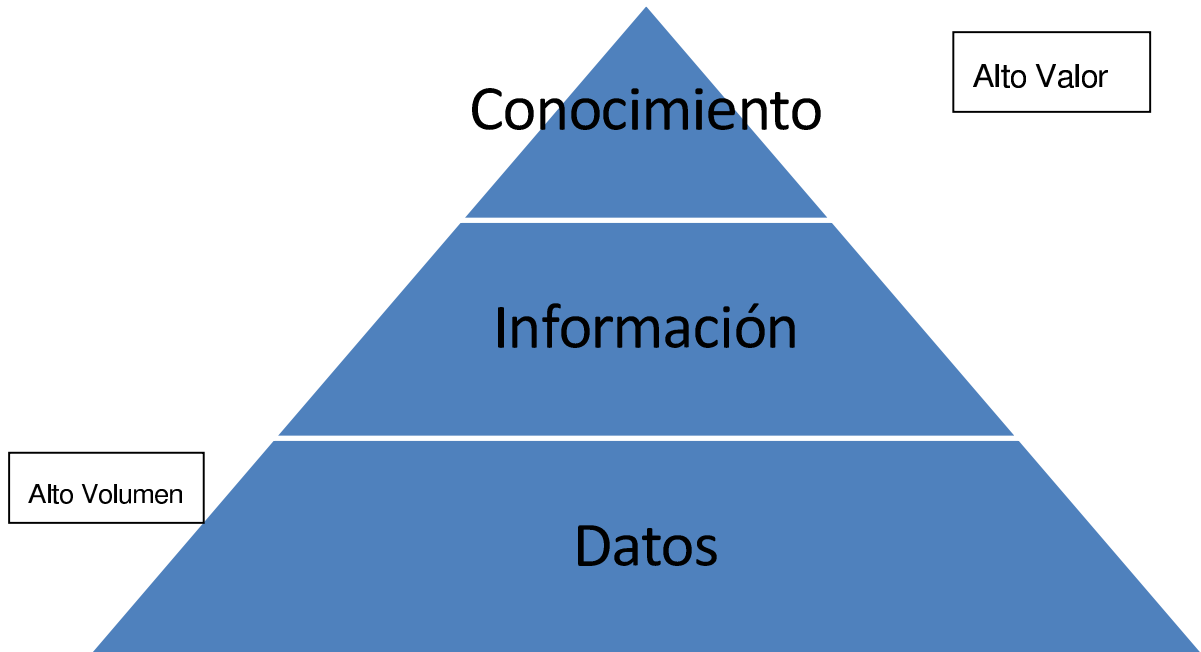 Alto Valor
Conocimiento
Información
Alto Volumen
Datos